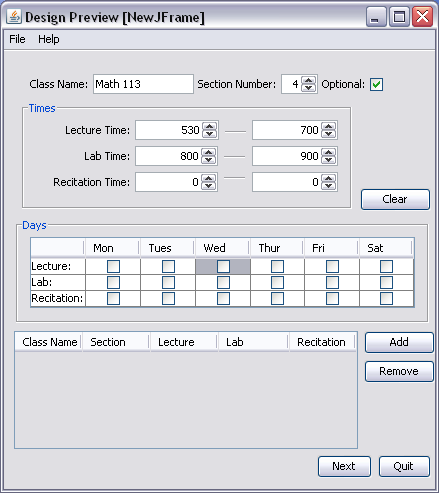 Design Preview [NewJFrame]
File Help
Class Name: Math 113 Section Number: 4 Optional:
Times
Lecture Time: 530 700
Lab Time: 800 900
Recitation Time: 0 0
Clear
Days
Mon Tues Wed Thur Fri Sat
Lecture:
Lab:
Recitation:
Class Name Section Lecture Lab Recitation
Add
Remove
Next Quit